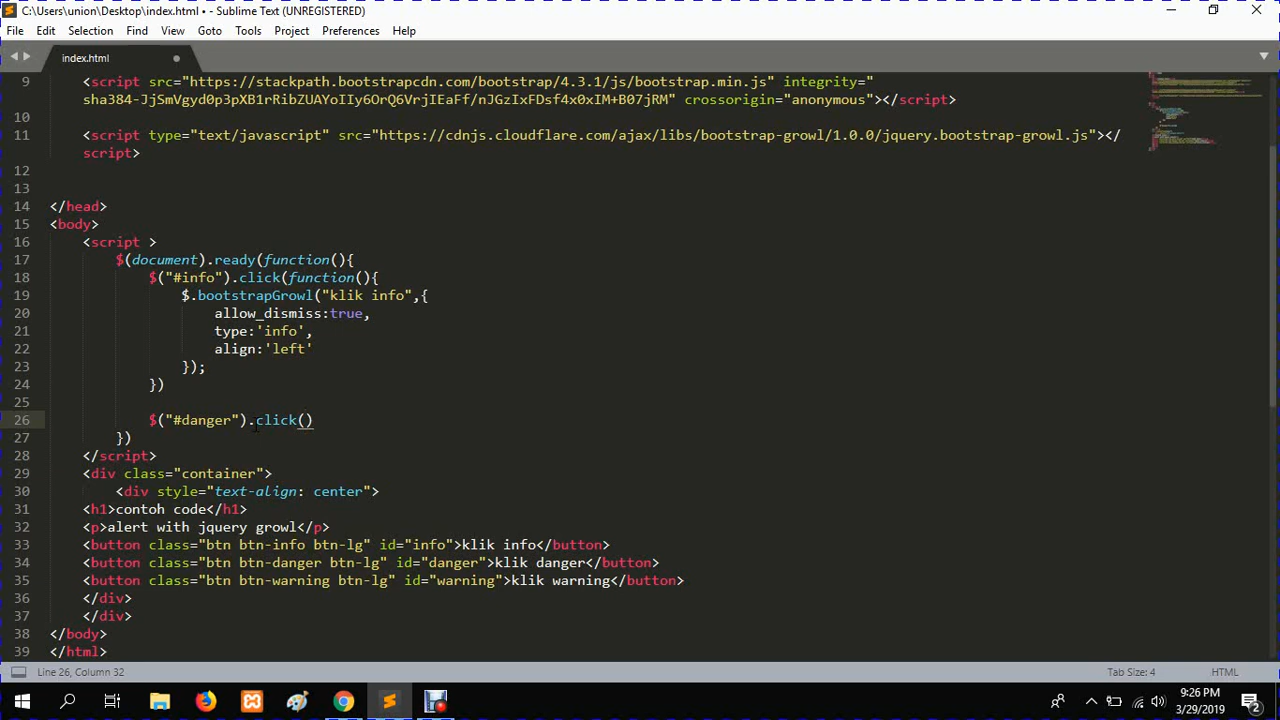 C:\Users\union\Desktop\index.html • - Sublime Text (UNREGISTERED)
File Edit Selection Find View Goto Tools Project Preferences Help
index.html
9 <script src="https://stackpath.bootstrapcdn.com/bootstrap/4.3.1/js/bootstrap.min.js" integrity="
sha384-JjSmVgyd0p3pXB1rRibZUAYoIIy6OrQ6VrjIEaFf/nJGzIxFDsf4x0xIM+B07jRM" crossorigin="anonymous"></script>
10
11 <script type="text/javascript" src="https://cdnjs.cloudflare.com/ajax/libs/bootstrap-growl/1.0.0/jquery.bootstrap-growl.js"></
script>
12
13
14 </head>
15 <body>
16 <script >
17 $(document).ready(function(){
18 $("#info").click(function(){
19 $.bootstrapGrowl("klik info",{
20 allow_dismiss:true,
21 type:'info',
22 align:'left'
23 });
24 })
25
26 $("#danger").click()
27 })
28 </script>
29 <div class="container">
30 <div style="text-align: center">
31 <h1>contoh code</h1>
32 <p>alert with jquery growl</p>
33 <button class="btn btn-info btn-lg" id="info">klik info</button>
34 <button class="btn btn-danger btn-lg" id="danger">klik danger</button>
35 <button class="btn btn-warning btn-lg" id="warning">klik warning</button>
36 </div>
37 </div>
38 </body>
39 </html>
Line 26, Column 32 Tab Size: 4 HTML
9:26 PM
3/29/2019
2